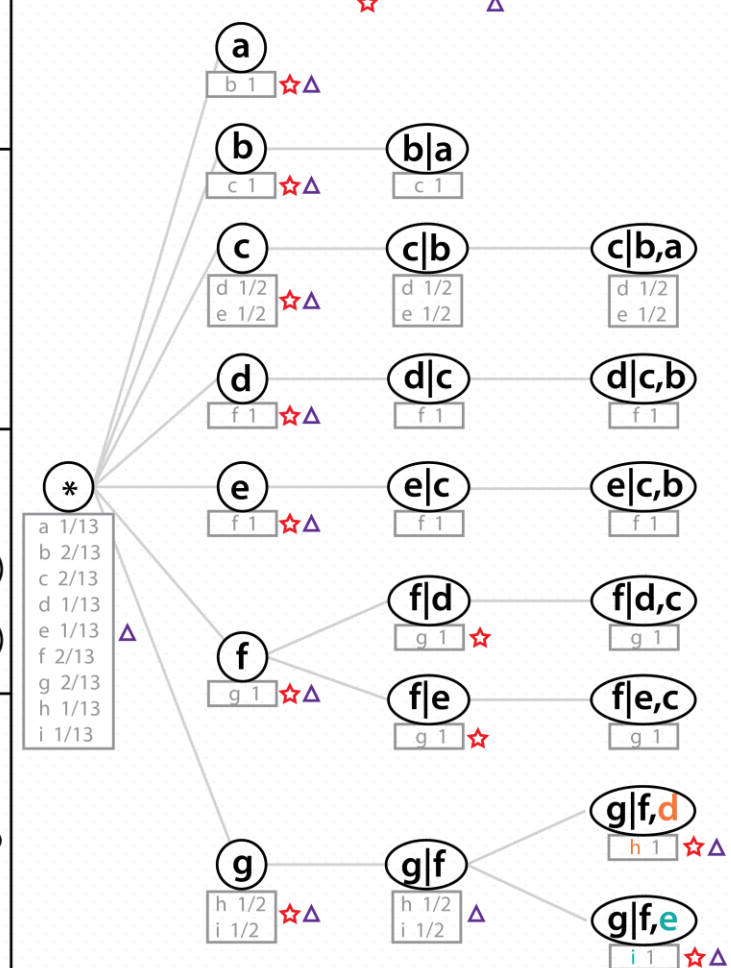 a
b 1
b b|a
c 1 c 1
c c|b c|b,a
d 1/2 d 1/2 d 1/2
e 1/2 e 1/2 e 1/2
d d|c d|c,b
f 1 f 1 f 1
* e e|c e|c,b
f 1 f 1 f 1
a 1/13
b 2/13
c 2/13
d 1/13
e 1/13
f 2/13
g 2/13
h 1/13
i 1/13
f|d f|d,c
g 1 g 1
f
g 1
f|e f|e,c
g 1 g 1
g|f,d
h 1
g g|f
h 1/2 h 1/2
i 1/2 i 1/2
g|f,e
i 1